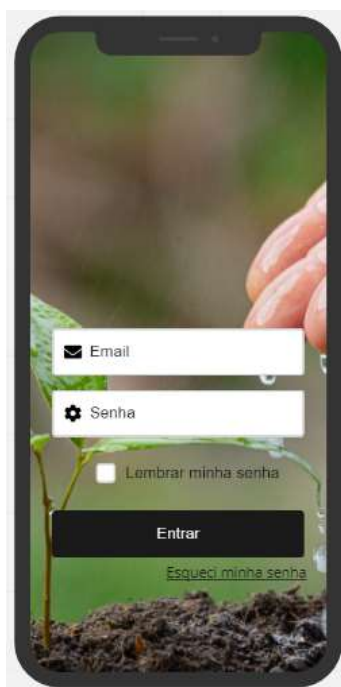 Email
Senha
Lembrar minha senha
Entrar
Esqueci minha senha